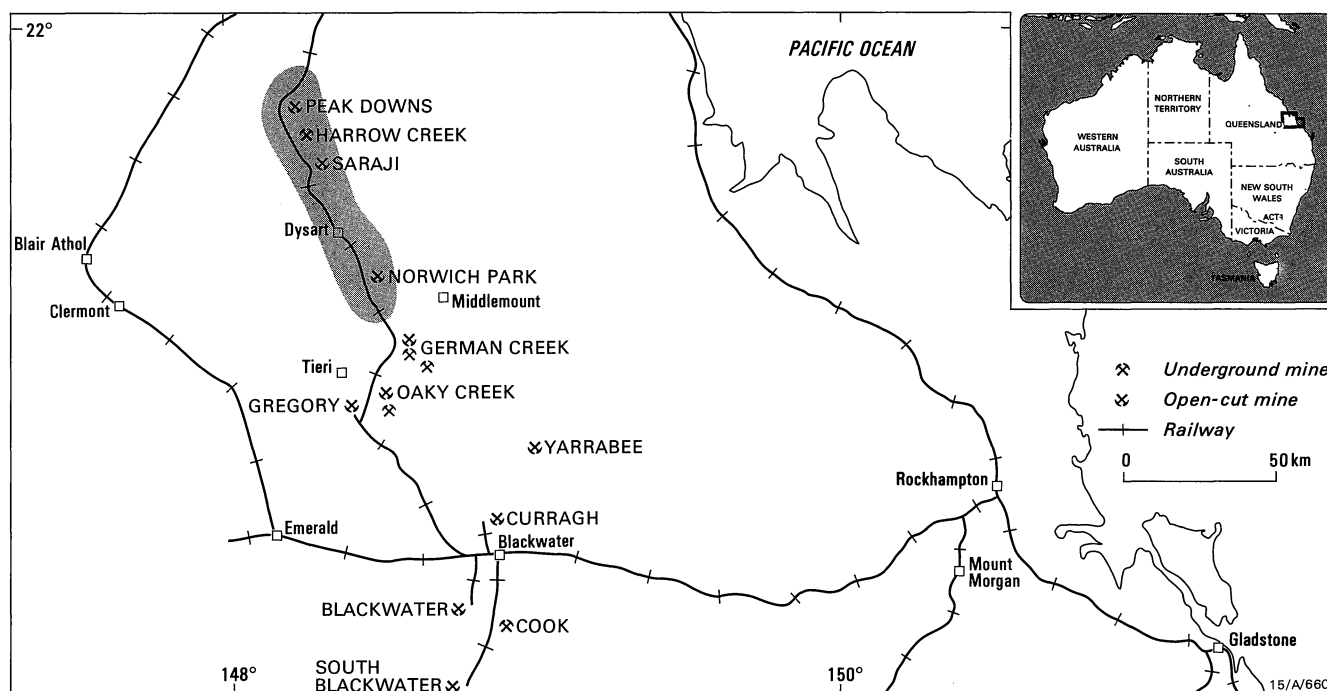 22°
PACIFIC OCEAN
NORTHERN
TERRITORY
QUEENSLAND
WESTERN
AUSTRALIA
SOUTH
AUSTRALIA
NEW SOUTH
WALES
ACT
VICTORIA
TASMANIA
PEAK DOWNS
HARROW CREEK
SARAJI
Dysart
Blair Athol
NORWICH PARK
Middlemount
Clermont
GERMAN CREEK
Tieri
OAKY CREEK
GREGORY
Underground mine
Open-cut mine
Railway
0 50 km
YARRABEE
Rockhampton
CURRAGH
Emerald
Blackwater
Mount
Morgan
BLACKWATER
COOK
Gladstone
148°
SOUTH
BLACKWATER
150°
15/A/660